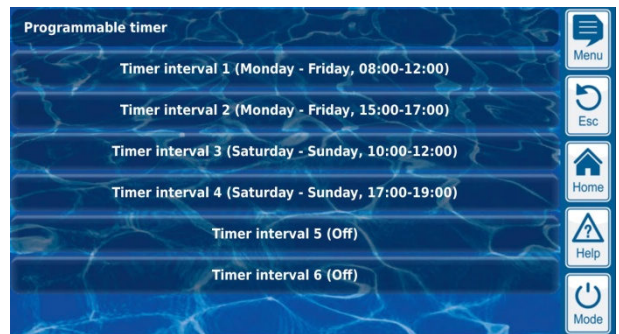 Programmable timer
Menu
Timer interval 1 (Monday - Friday, 08:00-12:00)
Timer interval 2 (Monday - Friday, 15:00-17:00)
Esc
Timer interval 3 (Saturday - Sunday, 10:00-12:00)
Timer interval 4 (Saturday - Sunday, 17:00-19:00)
Home
Timer interval 5 (Off)
?
Help
Timer interval 6 (Off)
Mode